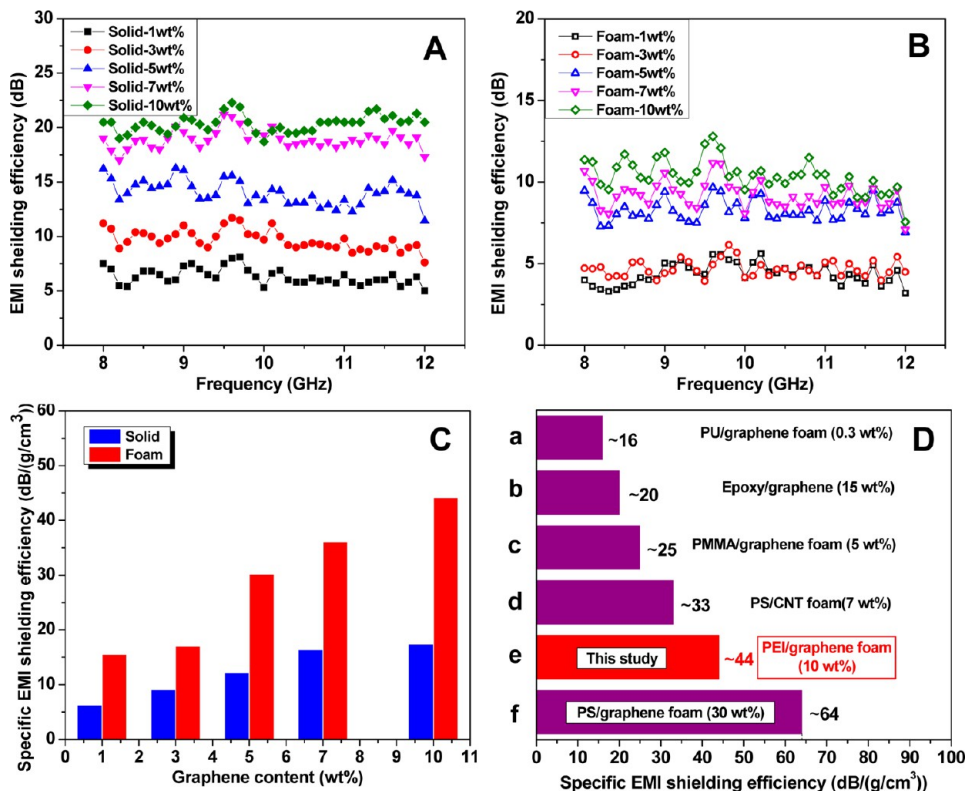 A
EMI sheilding efficiency (dB)
30
25
20
15
10
5
0
Solid-1wt%
Solid-3wt%
Solid-5wt%
Solid-7wt%
Solid-10wt%
8 9 10 11 12
Frequency (GHz)
B
EMI sheilding efficiency (dB)
20
15
10
5
0
Foam-1wt%
Foam-3wt%
Foam-5wt%
Foam-7wt%
Foam-10wt%
8 9 10 11 12
Frequency (GHz)
C
Specific EMI shielding efficiency (dB/(g/cm³))
60
50
40
30
20
10
0
Solid
Foam
0 1 2 3 4 5 6 7 8 9 10 11
Graphene content (wt%)
D
a ~16 PU/graphene foam (0.3 wt%)
b ~20 Epoxy/graphene (15 wt%)
c ~25 PMMA/graphene foam (5 wt%)
d ~33 PS/CNT foam(7 wt%)
e This study ~44 PEI/graphene foam
(10 wt%)
f PS/graphene foam (30 wt%) ~64
0 10 20 30 40 50 60 70 80 90 100
Specific EMI shielding efficiency (dB/(g/cm³))